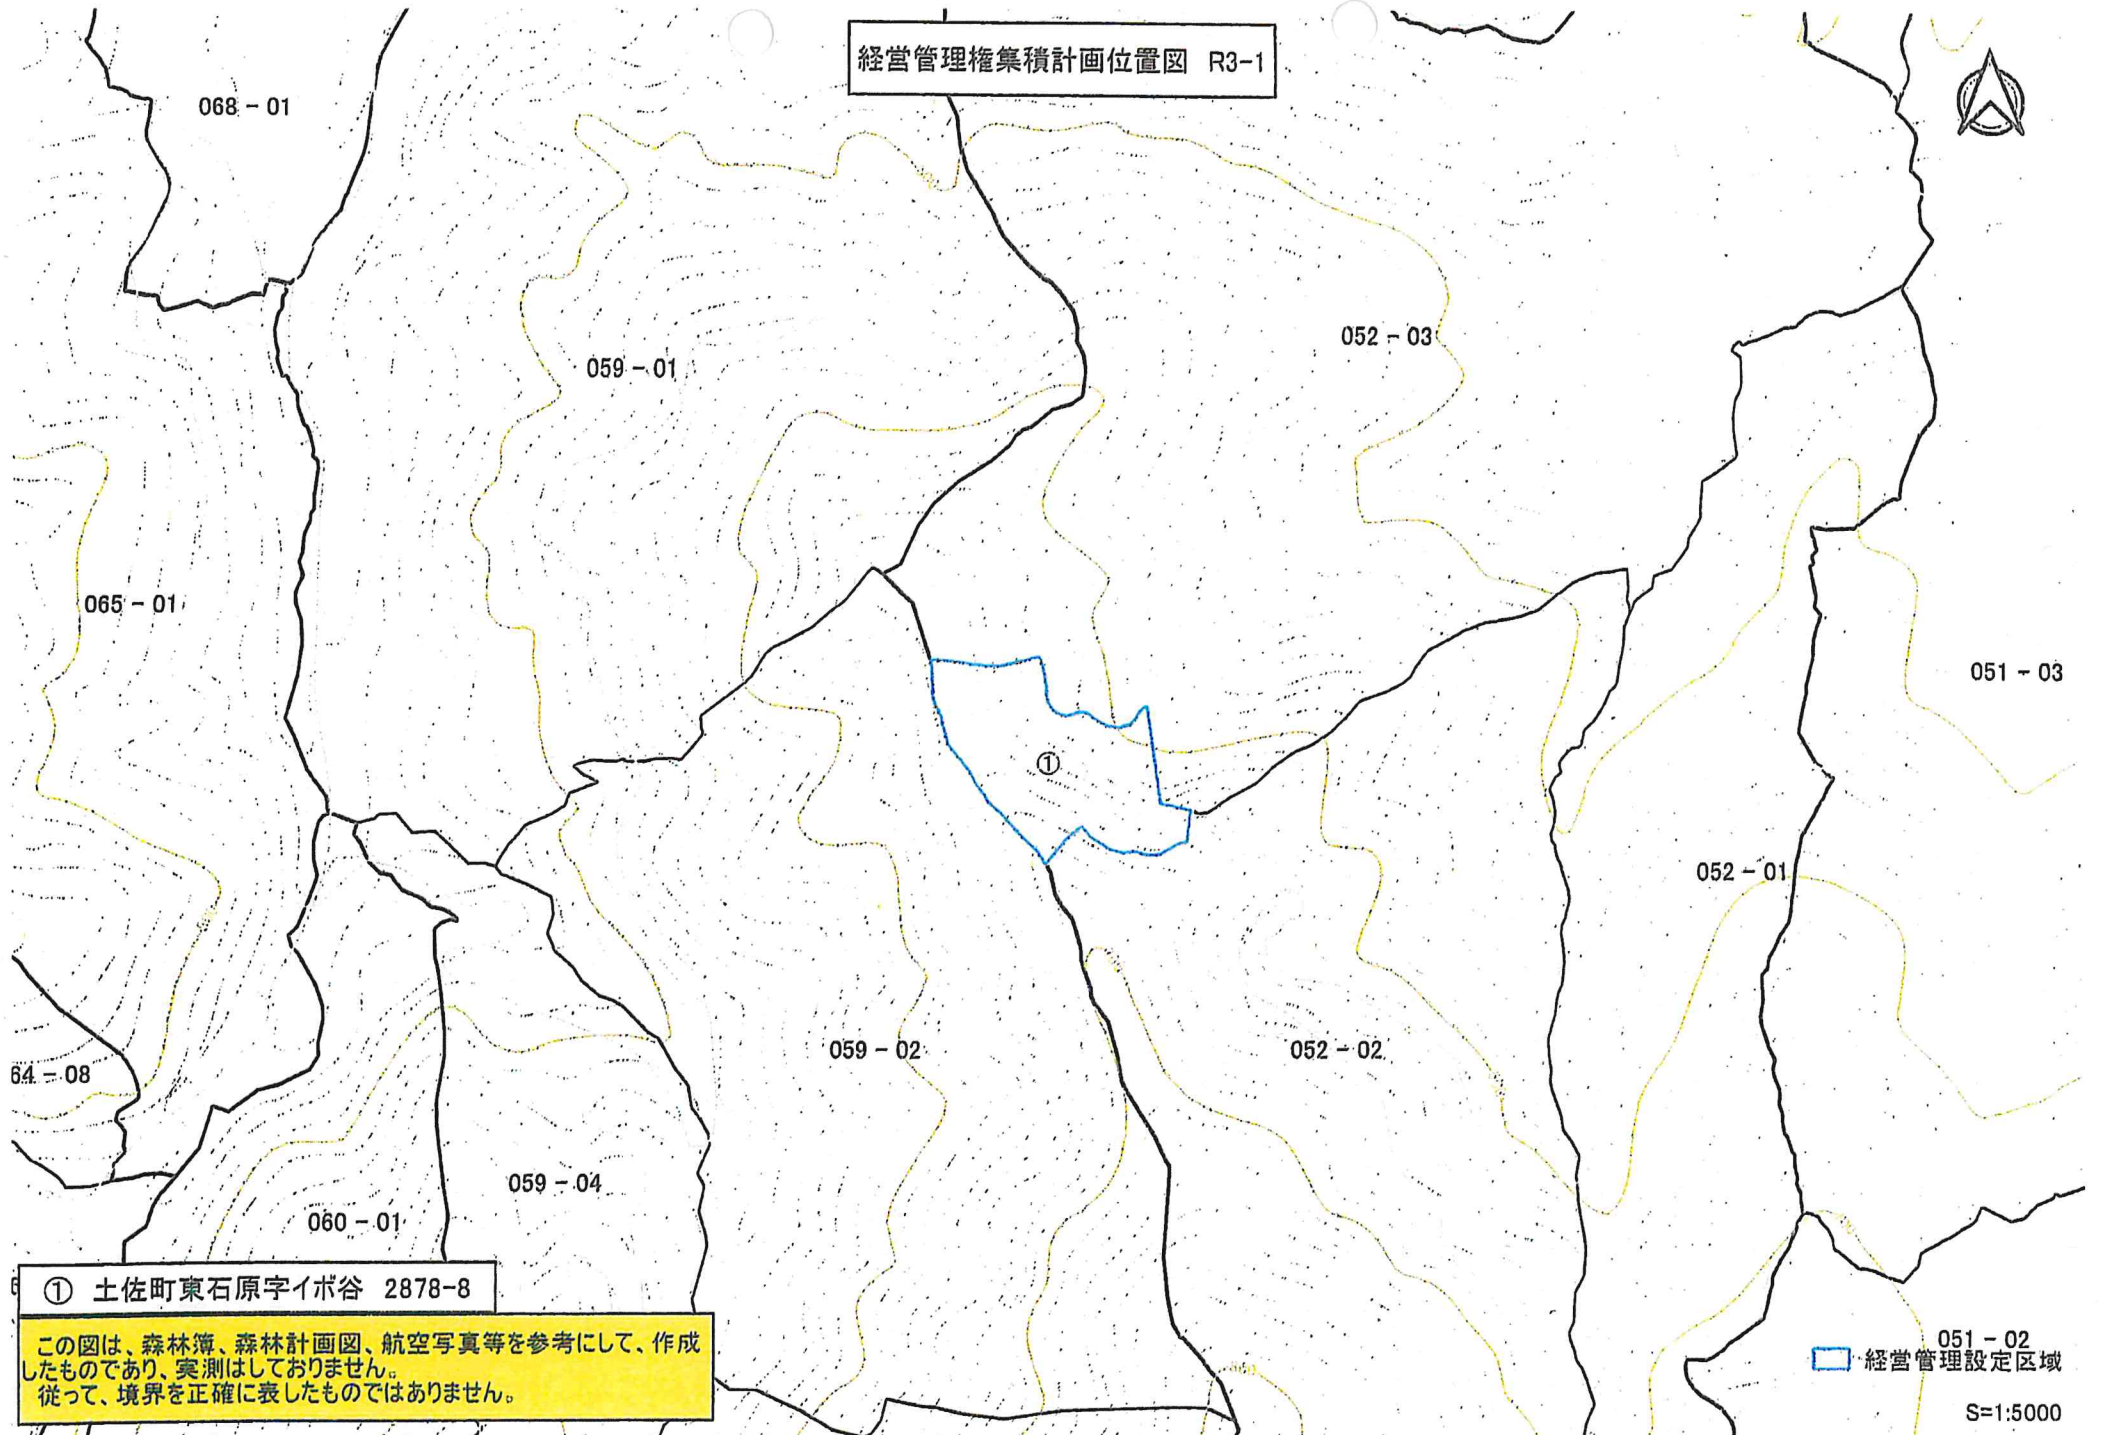 経営管理権集積計画位置図 R3-1
068-01
052-03
059-01
065-01
051-03
①
052-01
059-02
052-02
64-08
059-04
060-01
① 土佐町東石原字イボ谷 2878-8
この図は、森林簿、森林計画図、航空写真等を参考にして、作成
したものであり、実測はしておりません。
従って、境界を正確に表したものではありません。
051-02
経営管理設定区域
S=1:5000